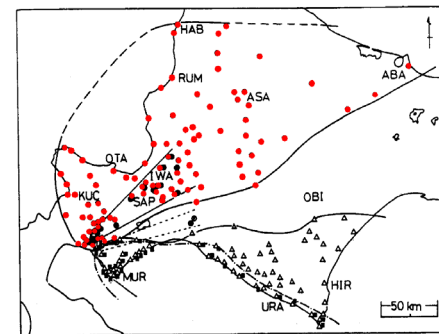 HAB
ABA
RUM
ASA
OTA
IWA
KUC
SAP
OBI
MUR
HIR
URA
50 km